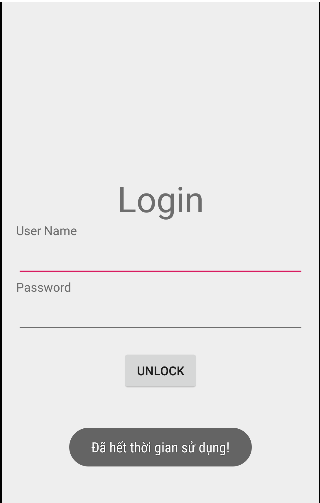 Login
User Name
Password
UNLOCK
Đã hết thời gian sử dụng!